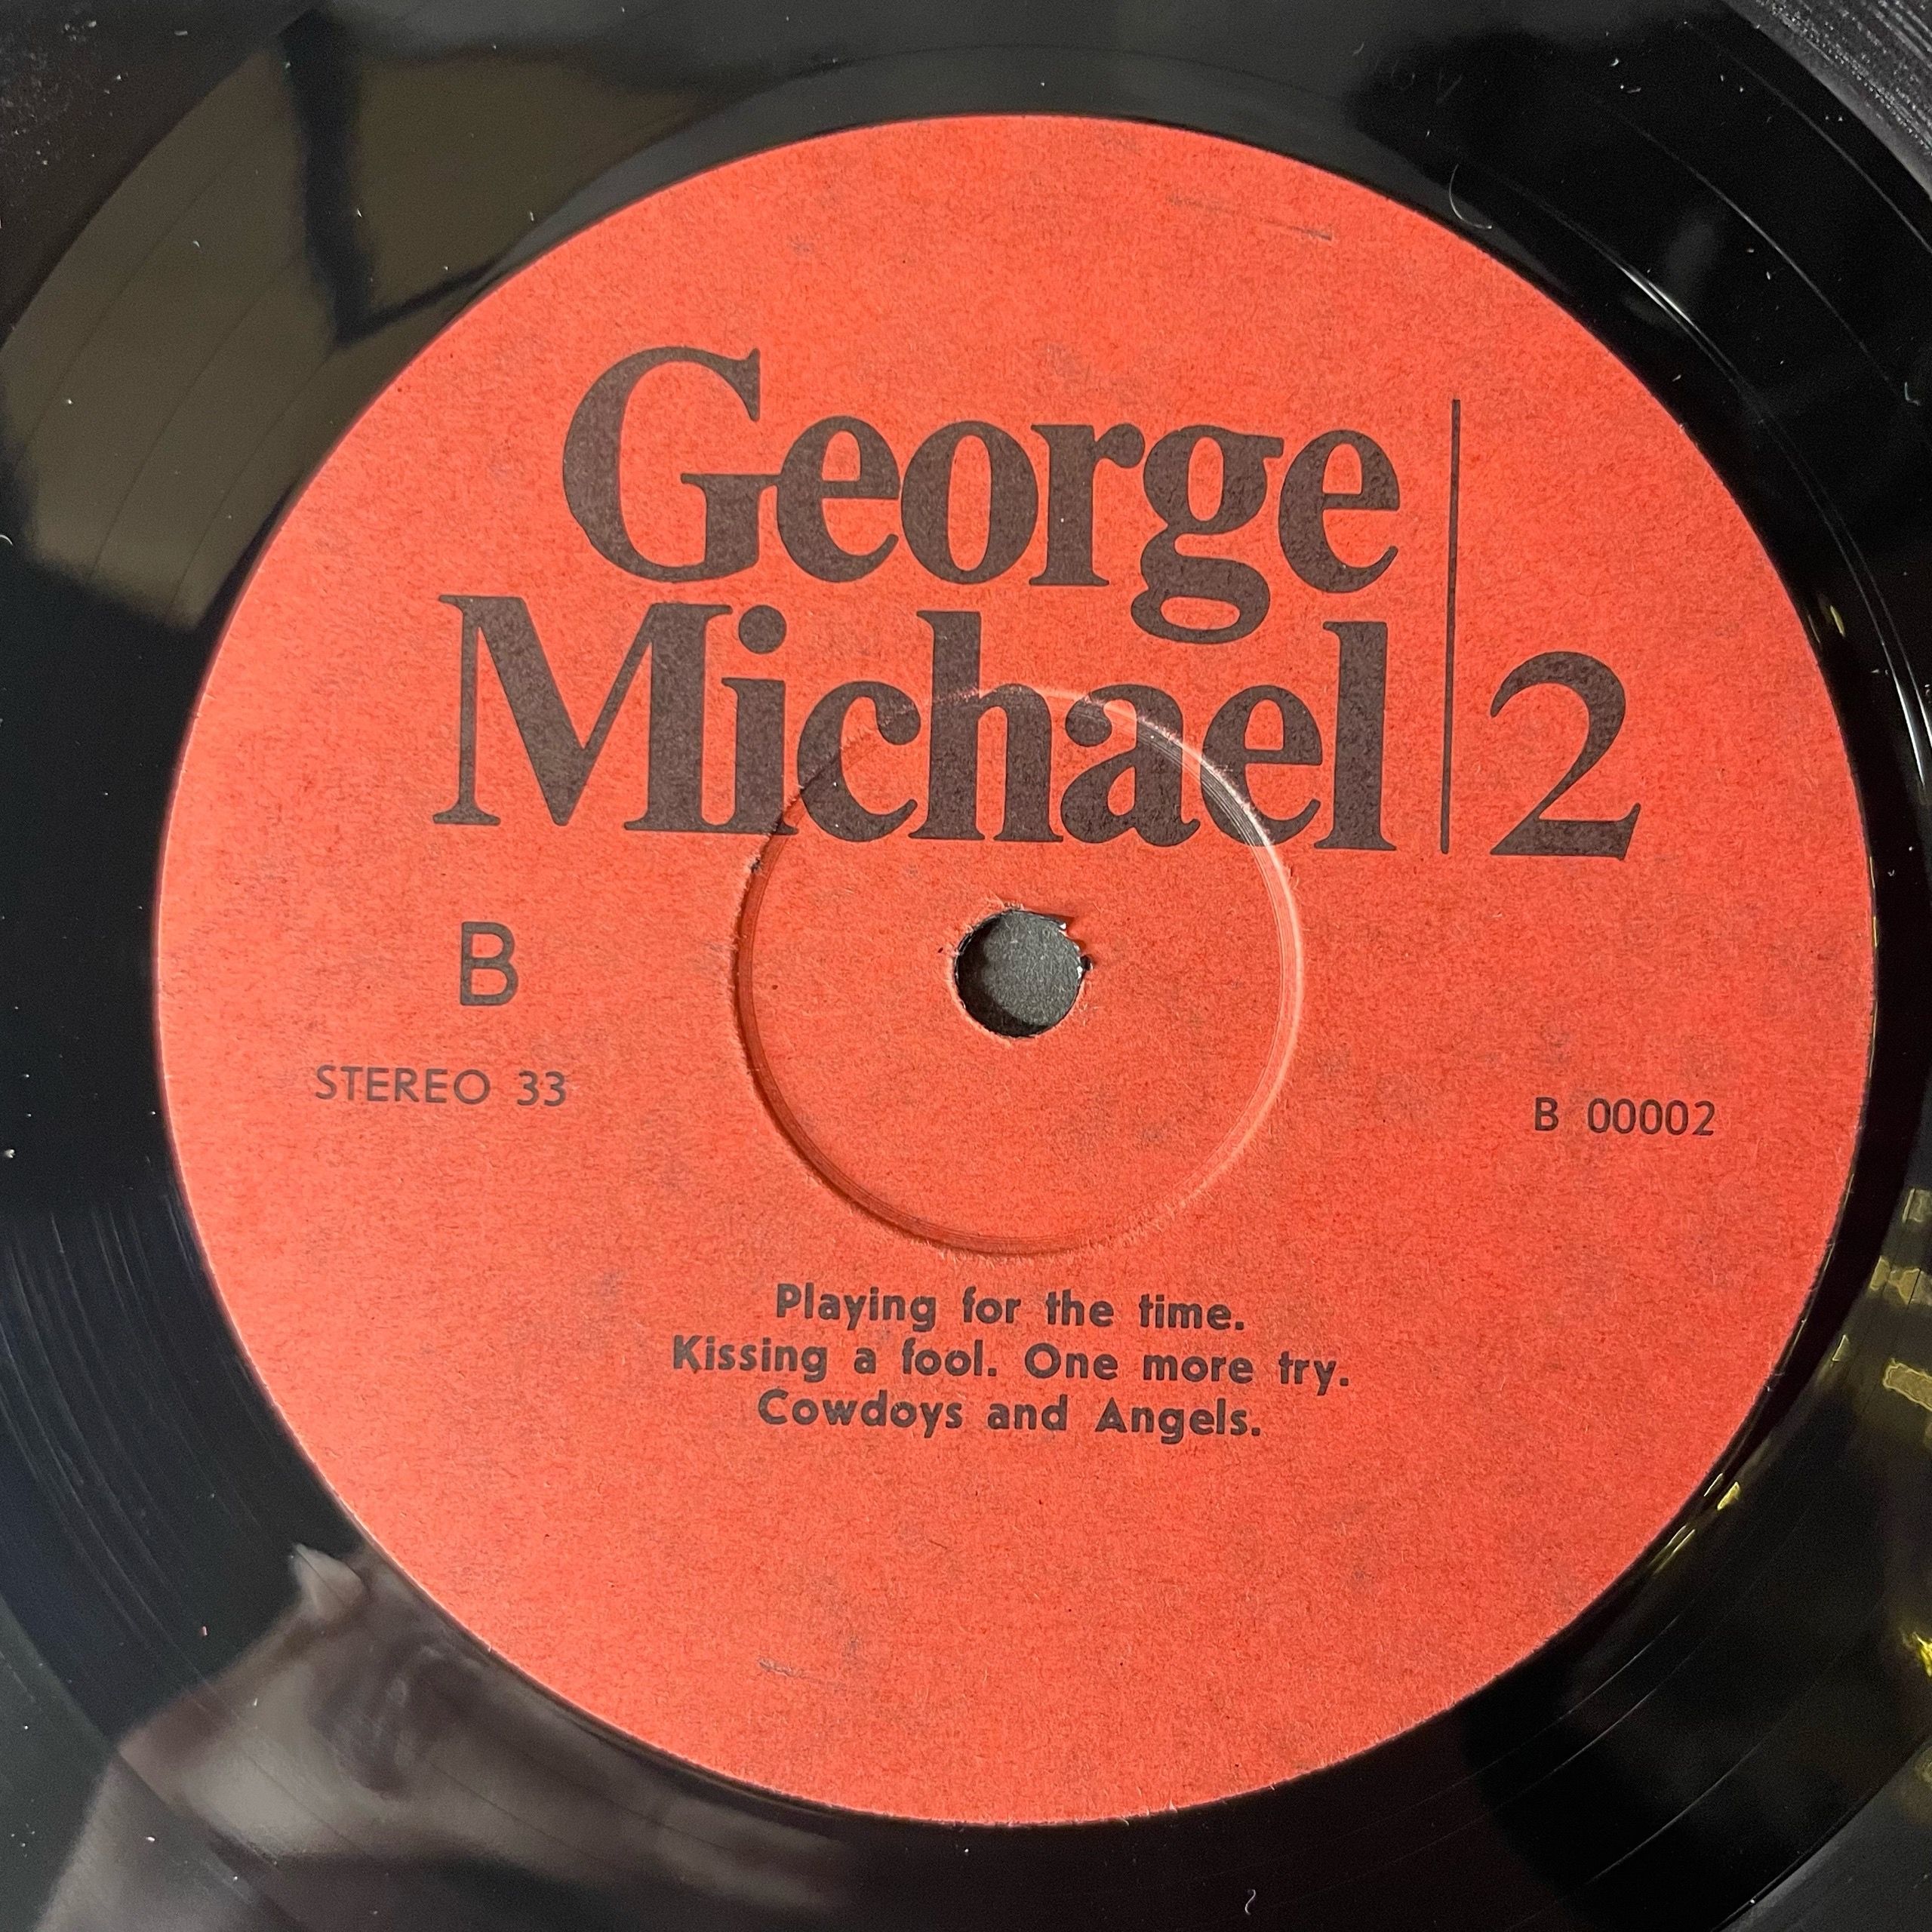 George
Michael 2
B
STEREO 33
B 00002
Playing for the time.
Kissing a fool. One more try.
Cowdoys and Angels.